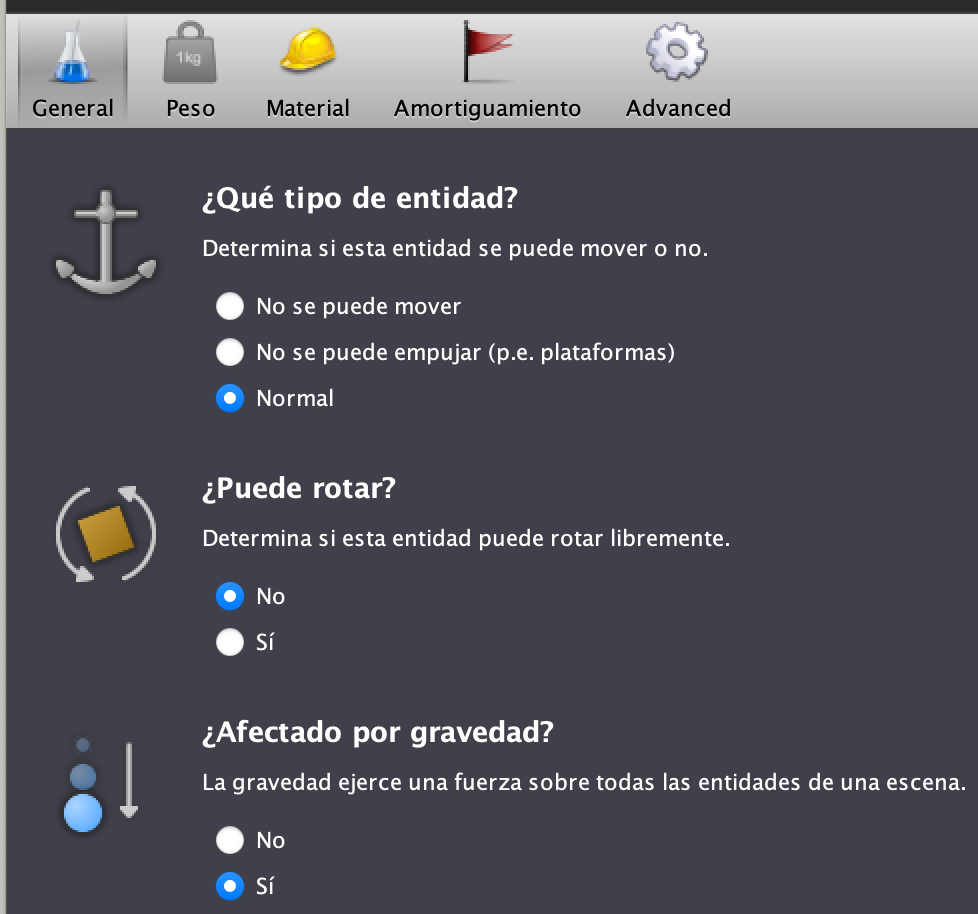 1kg
General Peso Material Amortiguamiento Advanced
¿Qué tipo de entidad?
Determina si esta entidad se puede mover o no.
No se puede mover
No se puede empujar (p.e. plataformas)
Normal
¿Puede rotar?
Determina si esta entidad puede rotar libremente.
No
Sí
¿Afectado por gravedad?
La gravedad ejerce una fuerza sobre todas las entidades de una escena.
No
Sí